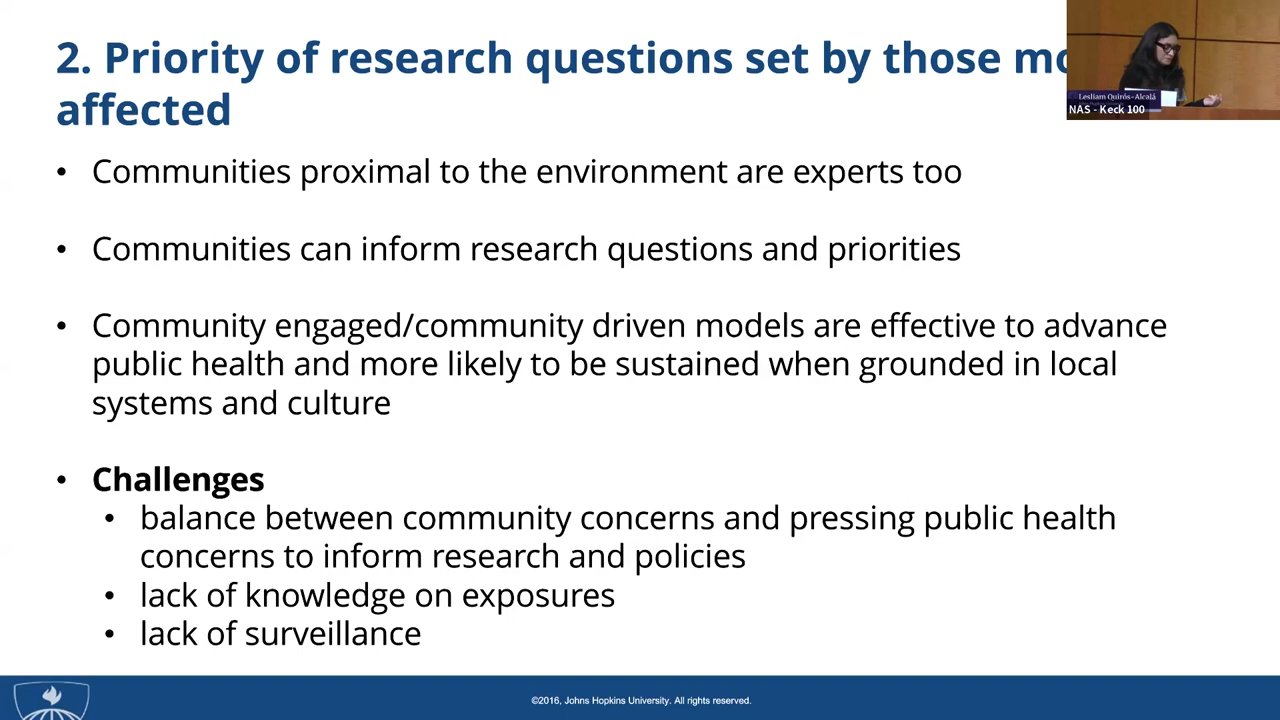 2. Priority of research questions set by those mo
affected
Lesliam Quirós-Alcalá
NAS - Keck 100
• Communities proximal to the environment are experts too
• Communities can inform research questions and priorities
• Community engaged/community driven models are effective to advance
public health and more likely to be sustained when grounded in local
systems and culture
• Challenges
• balance between community concerns and pressing public health
concerns to inform research and policies
• lack of knowledge on exposures
• lack of surveillance
©2016, Johns Hopkins University. All rights reserved.